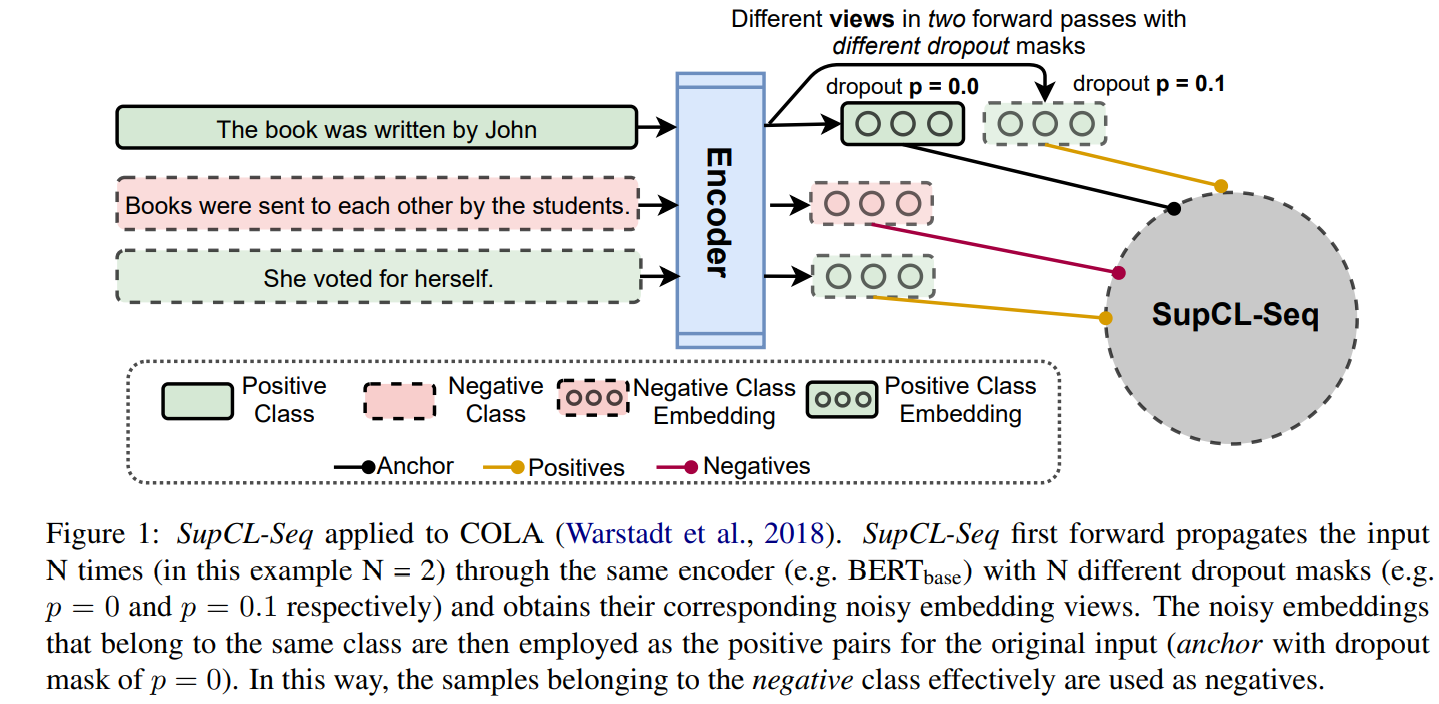 Different views in two forward passes with
different dropout masks
dropout p = 0.0
dropout p = 0.1
The book was written by John
Books were sent to each other by the students.
She voted for herself.
Encoder
SupCL-Seq
Positive
Class
Negative
Class
Negative Class
Embedding
Positive Class
Embedding
Anchor
Positives
Negatives
Figure 1: SupCL-Seq applied to COLA (Warstadt et al., 2018). SupCL-Seq first forward propagates the input
N times (in this example N = 2) through the same encoder (e.g. BERTbase) with N different dropout masks (e.g.
p = 0 and p = 0.1 respectively) and obtains their corresponding noisy embedding views. The noisy embeddings
that belong to the same class are then employed as the positive pairs for the original input (anchor with dropout
mask of p = 0). In this way, the samples belonging to the negative class effectively are used as negatives.